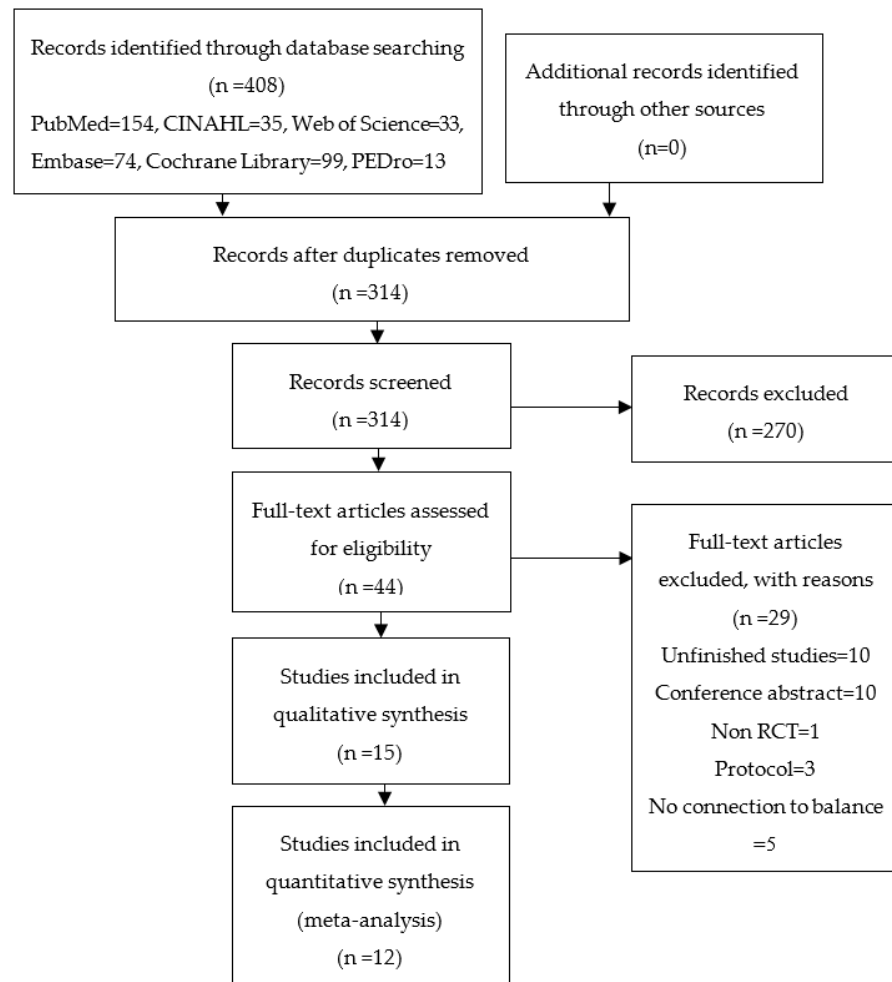 Records identified through database searching
(n =408)
PubMed=154, CINAHL=35, Web of Science=33,
Embase=74, Cochrane Library=99, PEDro=13
Additional records identified
through other sources
(n=0)
Records after duplicates removed
(n =314)
Records screened
(n =314)
Records excluded
(n =270)
Full-text articles assessed
for eligibility
(n =44)
Full-text articles
excluded, with reasons
(n =29)
Unfinished studies=10
Conference abstract=10
Non RCT=1
Protocol=3
No connection to balance
=5
Studies included in
qualitative synthesis
(n =15)
Studies included in
quantitative synthesis
(meta-analysis)
(n =12)